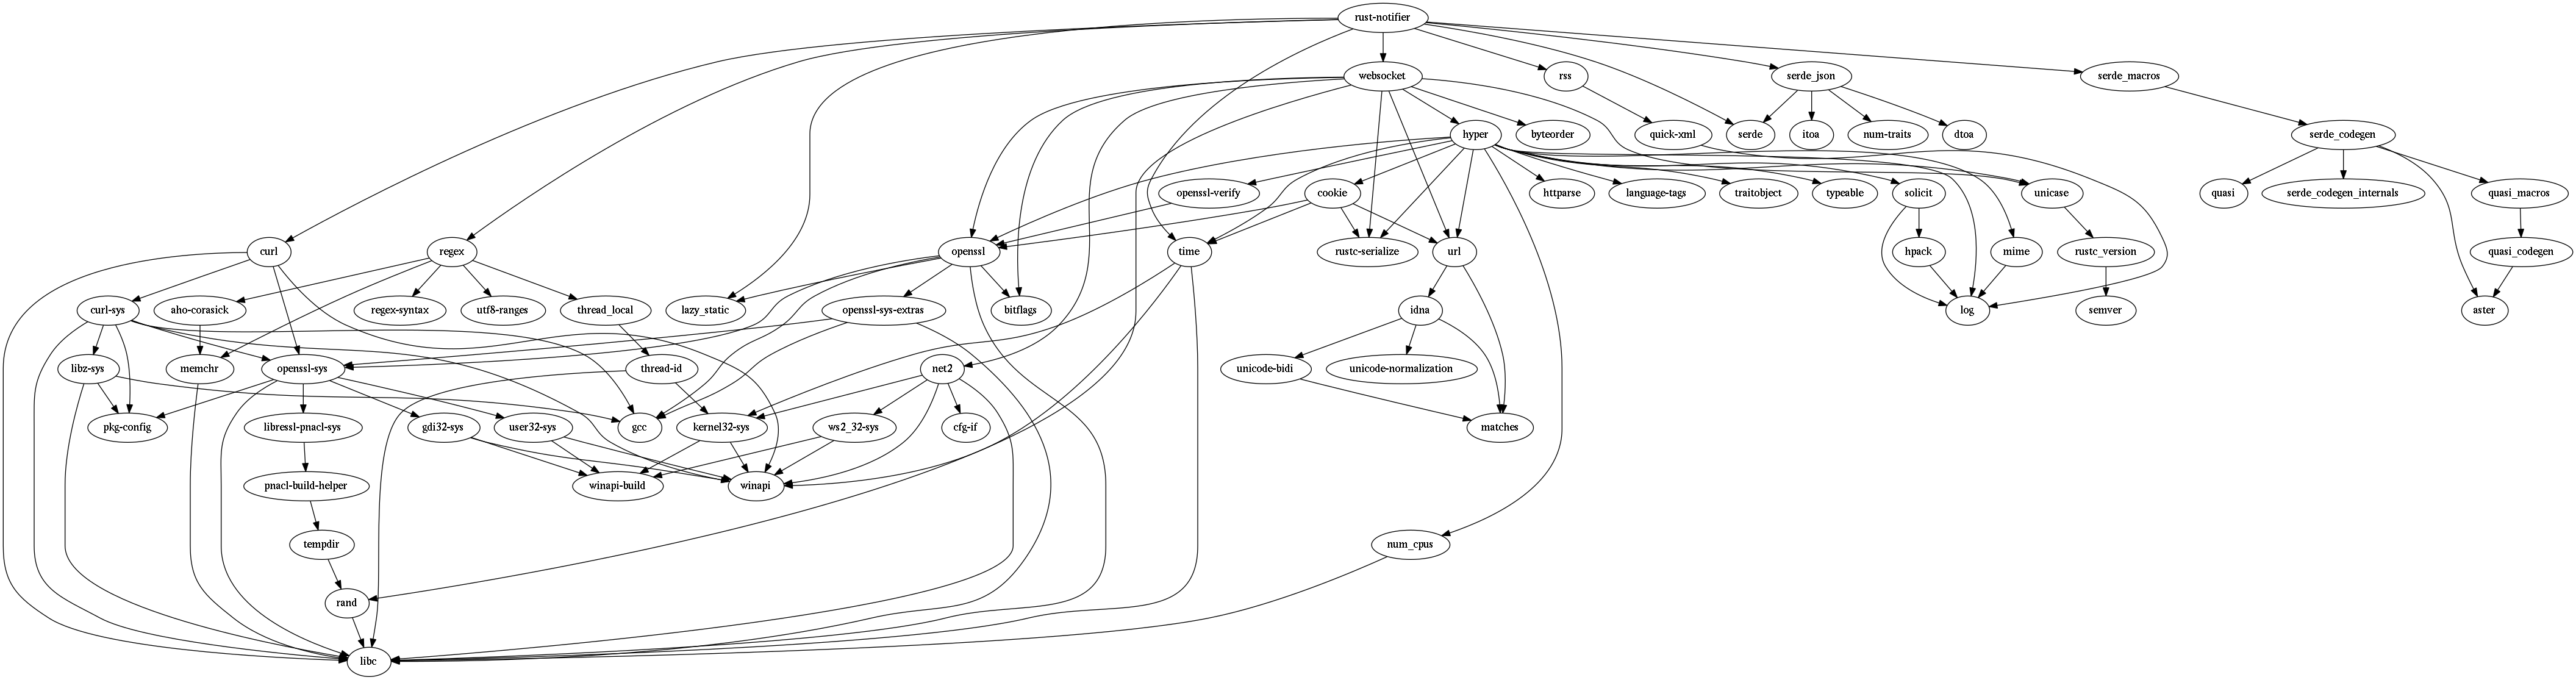 rust-notifier
websocket
rss
serde_json
serde_macros
hyper
byteorder
quick-xml
serde
itoa
num-traits
dtoa
serde_codegen
openssl-verify
cookie
httparse
language-tags
traitobject
typeable
solicit
unicase
quasi
serde_codegen_internals
quasi_macros
curl
regex
openssl
time
rustc-serialize
url
hpack
mime
rustc_version
quasi_codegen
curl-sys
aho-corasick
regex-syntax
utf8-ranges
thread_local
lazy_static
openssl-sys-extras
bitflags
idna
log
semver
aster
libz-sys
memchr
openssl-sys
thread-id
net2
unicode-bidi
unicode-normalization
pkg-config
libressl-pnacl-sys
gdi32-sys
user32-sys
gcc
kernel32-sys
ws2_32-sys
cfg-if
matches
pnacl-build-helper
winapi-build
winapi
tempdir
num_cpus
rand
libc